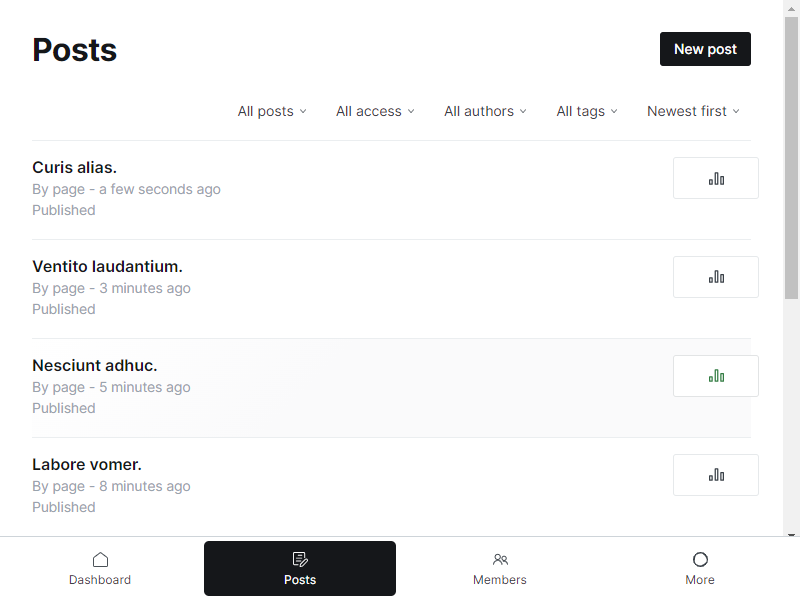 Posts
New post
All posts
All access
All authors
All tags
Newest first
Curis alias.
By page - a few seconds ago
Published
Ventito laudantium.
By page - 3 minutes ago
Published
Nesciunt adhuc.
By page - 5 minutes ago
Published
Labore vomer.
By page - 8 minutes ago
Published
Dashboard
Posts
Members
More